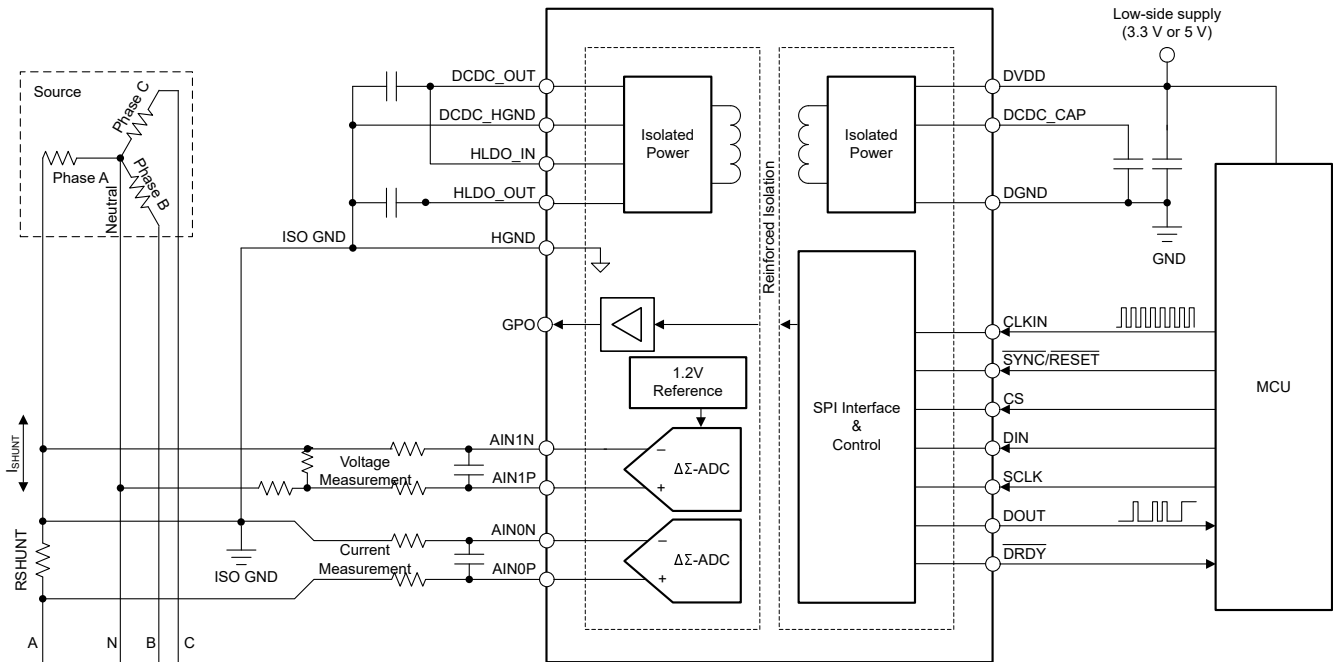 Low-side supply
(3.3 V or 5 V)
Source
Phase C
Phase A
Phase B
Neutral
DCDC_OUT
DCDC_HGND
HLDO_IN
HLDO_OUT
ISO GND
HGND
Isolated
Power
Reinforced Isolation
Isolated
Power
DVDD
DCDC_CAP
DGND
GND
GPO
1.2V
Reference
SPI Interface
&
Control
CLKIN
SYNC/RESET
CS
DIN
SCLK
DOUT
DRDY
MCU
ISHUNT
Voltage
Measurement
AIN1N
AIN1P
−
+
ΔΣ-ADC
RSHUNT
ISO GND
Current
Measurement
AIN0N
AIN0P
−
+
ΔΣ-ADC
A
N
B
C